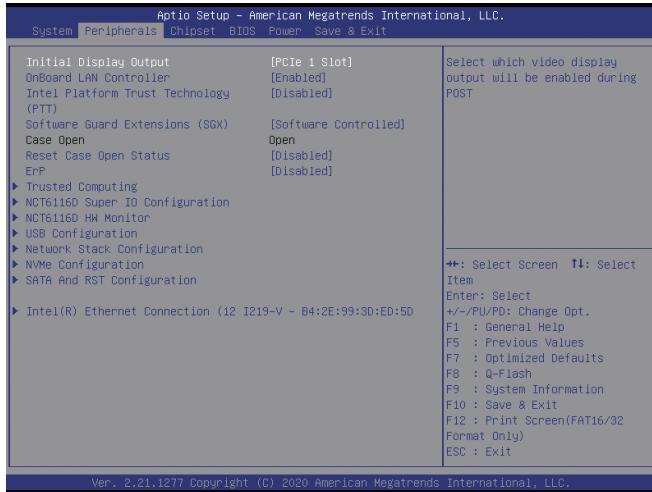 Aptio Setup – American Megatrends International, LLC.
System Peripherals Chipset BIOS Power Save & Exit
Initial Display Output [PCIe 1 Slot]
OnBoard LAN Controller [Enabled]
Intel Platform Trust Technology [Disabled]
(PTT)
Software Guard Extensions (SGX) [Software Controlled]
Case Open Open
Reset Case Open Status [Disabled]
ErP [Disabled]
▶ Trusted Computing
▶ NCT6116D Super IO Configuration
▶ NCT6116D HW Monitor
▶ USB Configuration
▶ Network Stack Configuration
▶ NVMe Configuration
▶ SATA And RST Configuration
▶ Intel(R) Ethernet Connection (12 I219-V – B4:2E:99:3D:ED:5D
Select which video display
output will be enabled during
POST
→←: Select Screen ↑↓: Select
Item
Enter: Select
+/-/PU/PD: Change Opt.
F1 : General Help
F5 : Previous Values
F7 : Optimized Defaults
F8 : Q-Flash
F9 : System Information
F10 : Save & Exit
F12 : Print Screen(FAT16/32
Format Only)
ESC : Exit
Ver. 2.21.1277 Copyright (C) 2020 American Megatrends International, LLC.